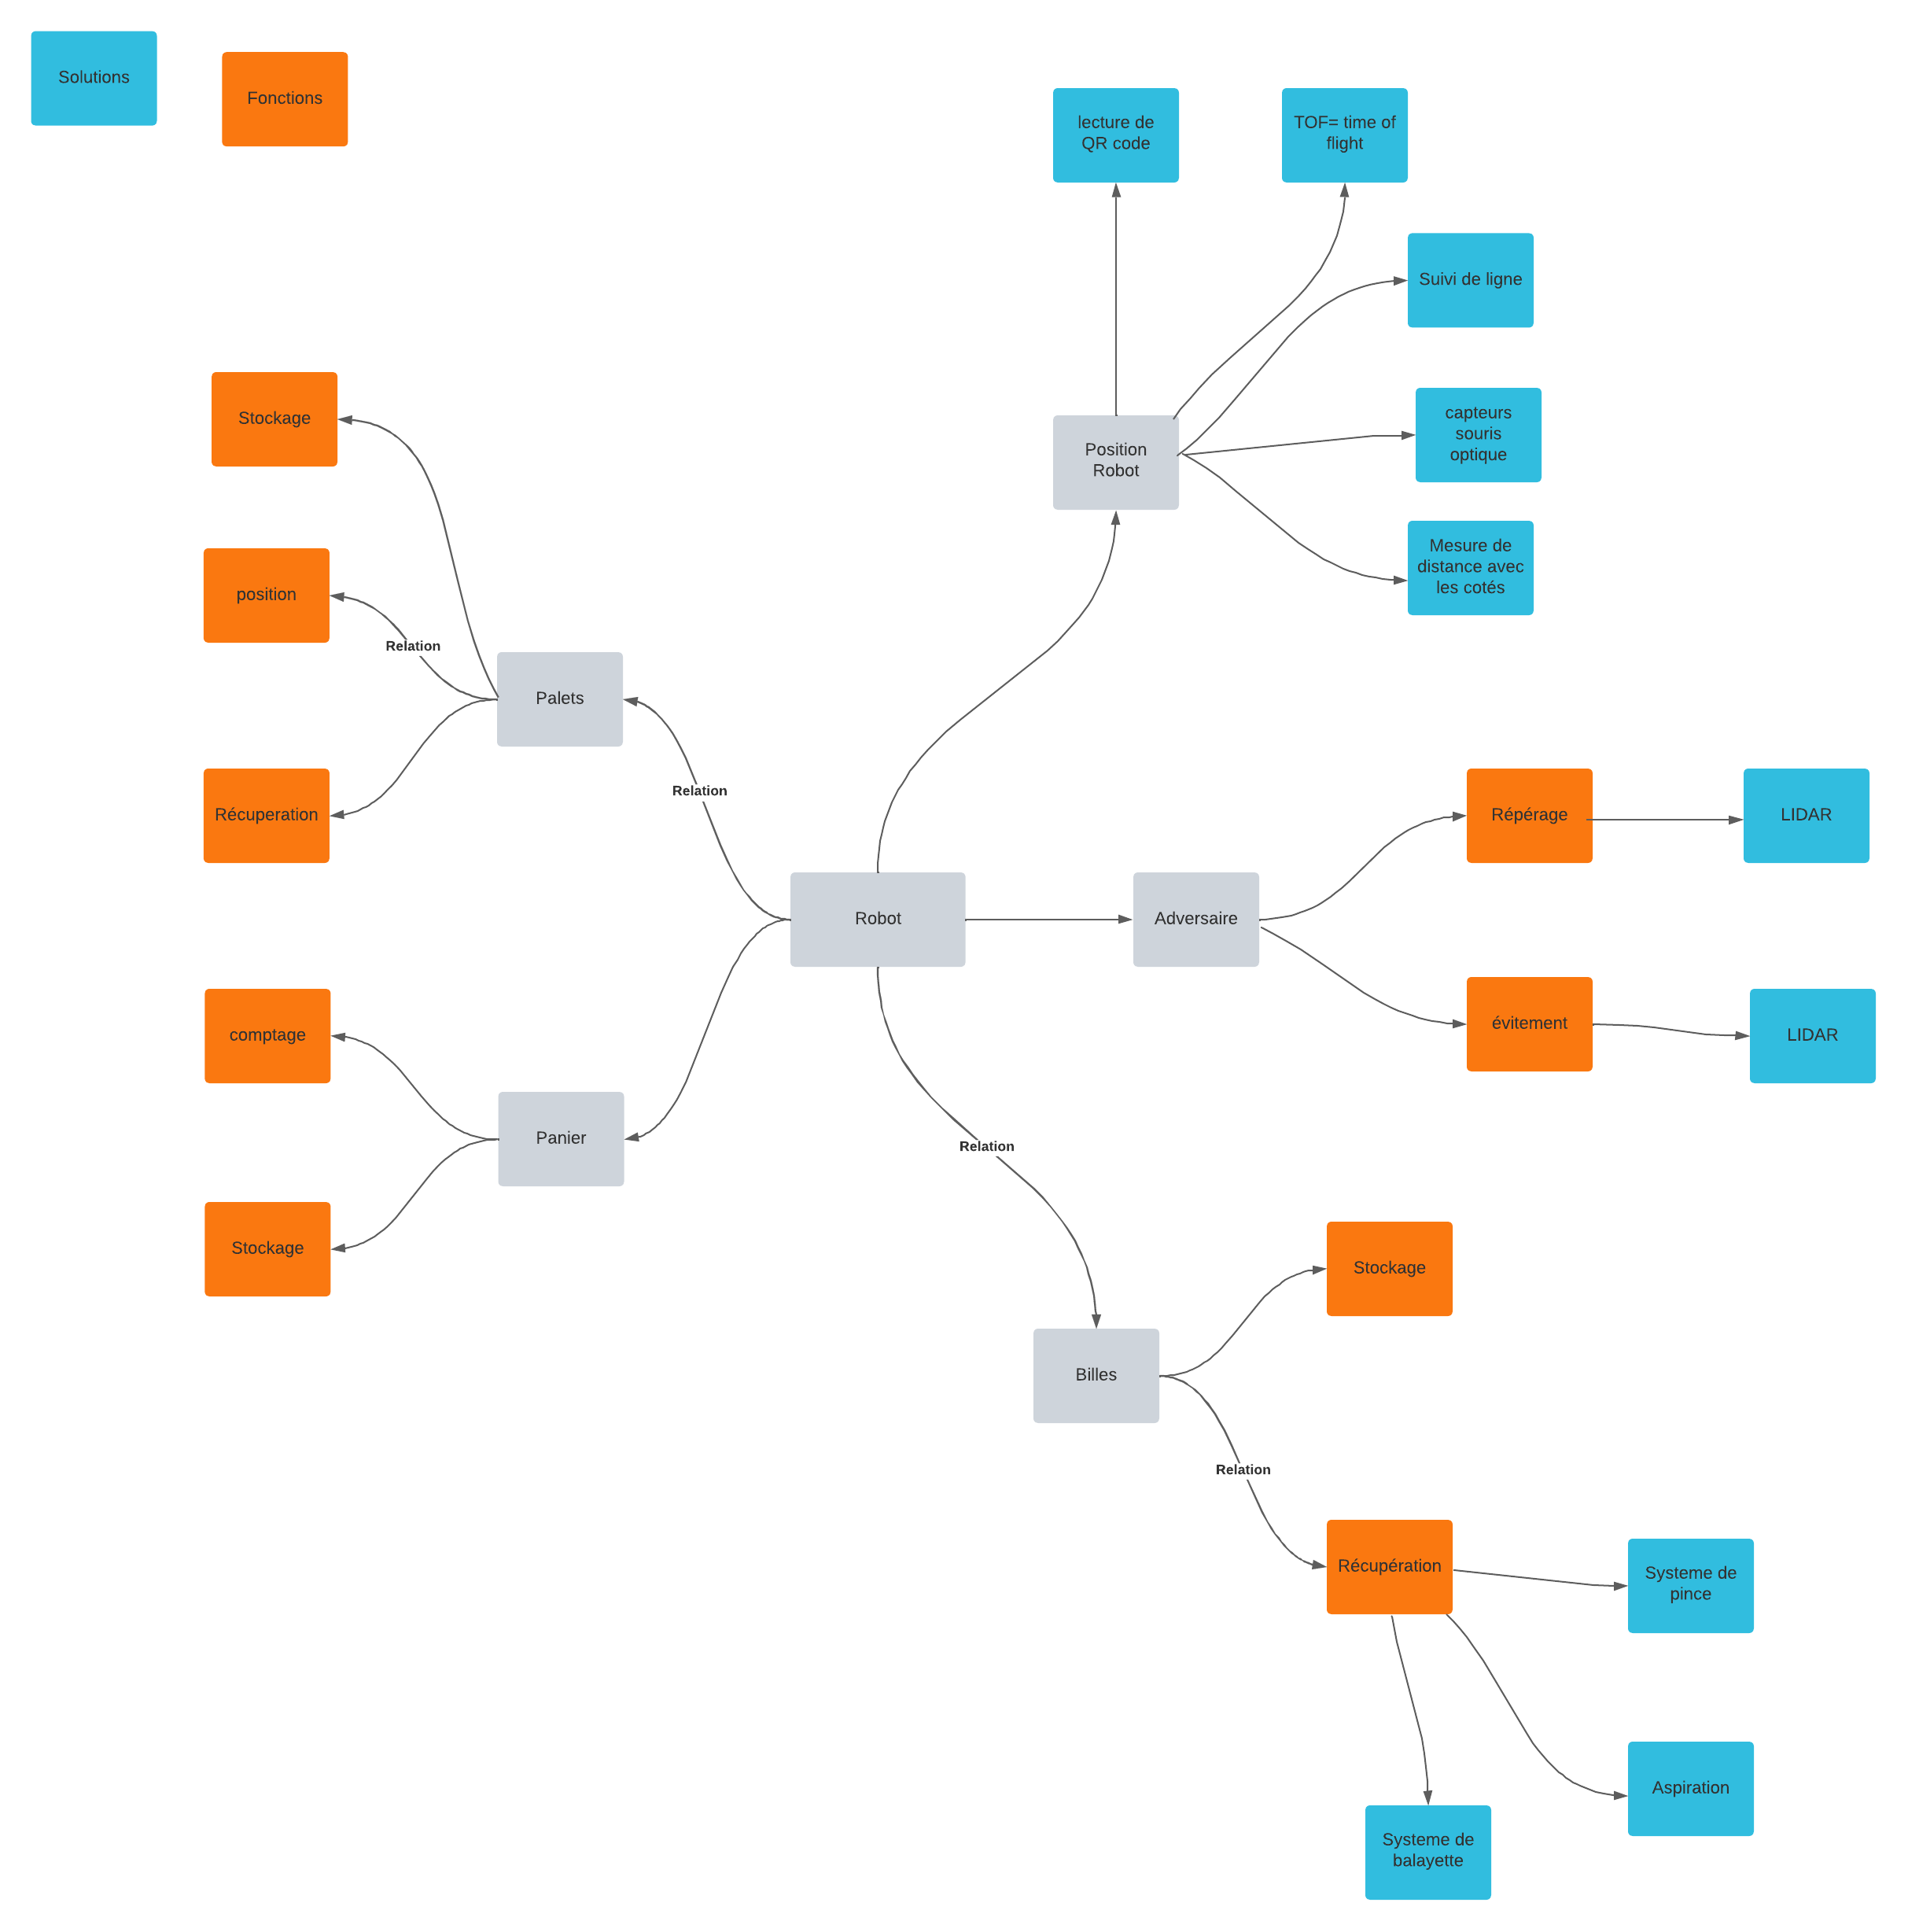 Solutions
Fonctions
lecture de
QR code
TOF= time of
flight
Suivi de ligne
capteurs
souris
optique
Mesure de
distance avec
les cotés
Position
Robot
Stockage
position
Relation
Palets
Récuperation
Relation
Robot
Adversaire
Répérage
LIDAR
évitement
LIDAR
comptage
Panier
Stockage
Relation
Stockage
Billes
Relation
Récupération
Systeme de
pince
Aspiration
Systeme de
balayette